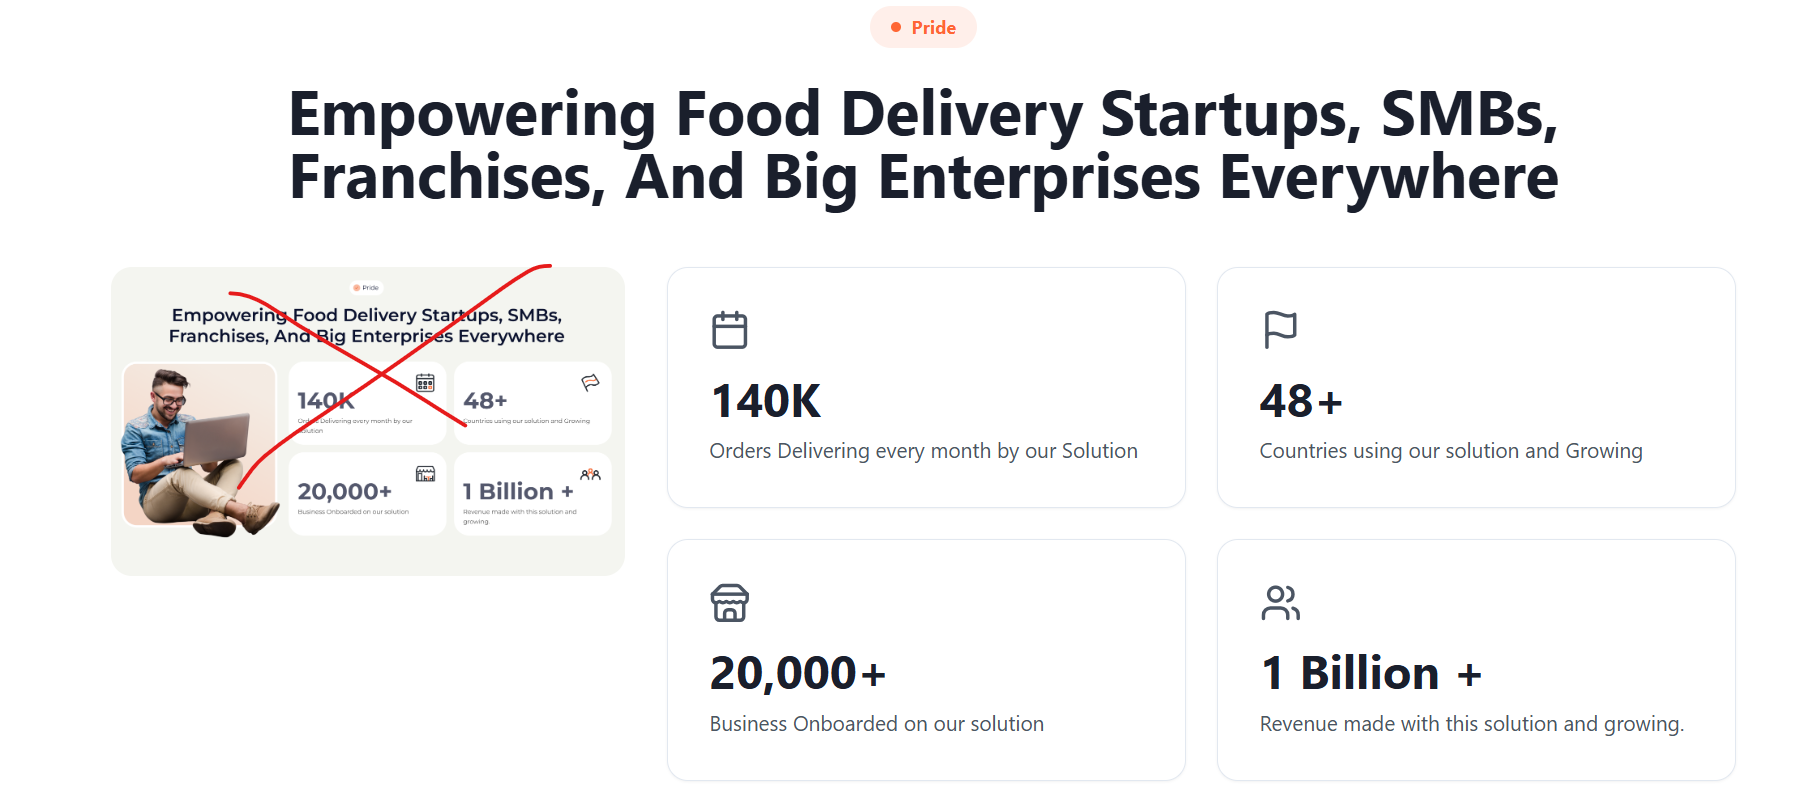 Pride
Empowering Food Delivery Startups, SMBs,
Franchises, And Big Enterprises Everywhere
Pride
Empowering Food Delivery Startups, SMBs,
Franchises, And Big Enterprises Everywhere
140K
Orders Delivering every month by our
solution
48+
Countries using our solution and Growing
20,000+
Business Onboarded on our solution
1 Billion +
Revenue made with this solution and
growing.
140K
Orders Delivering every month by our Solution
48+
Countries using our solution and Growing
20,000+
Business Onboarded on our solution
1 Billion +
Revenue made with this solution and growing.